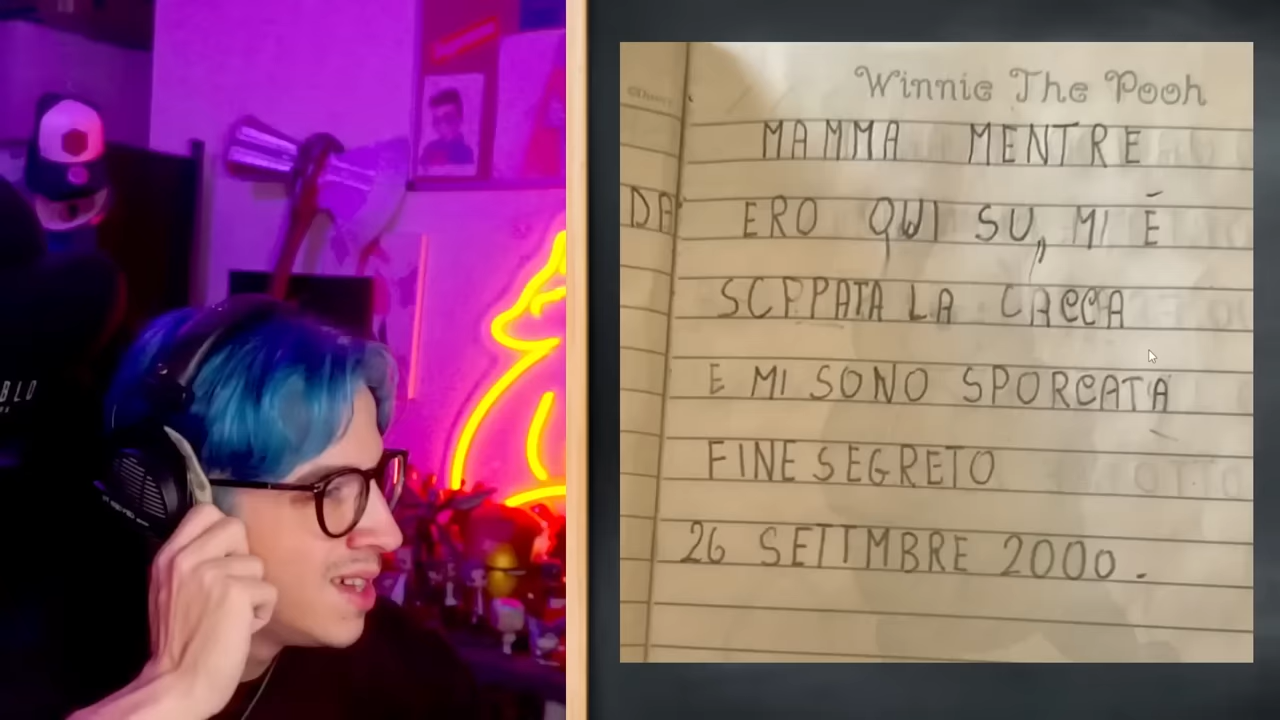 BLO
Winnie The Pooh
MAMMA MENTRE
DA
ERO QUI SU, MI É
SCPPATA LA CACCA
E MI SONO SPORCATA
FINE SEGRETO
26 SETTMBRE 2000.